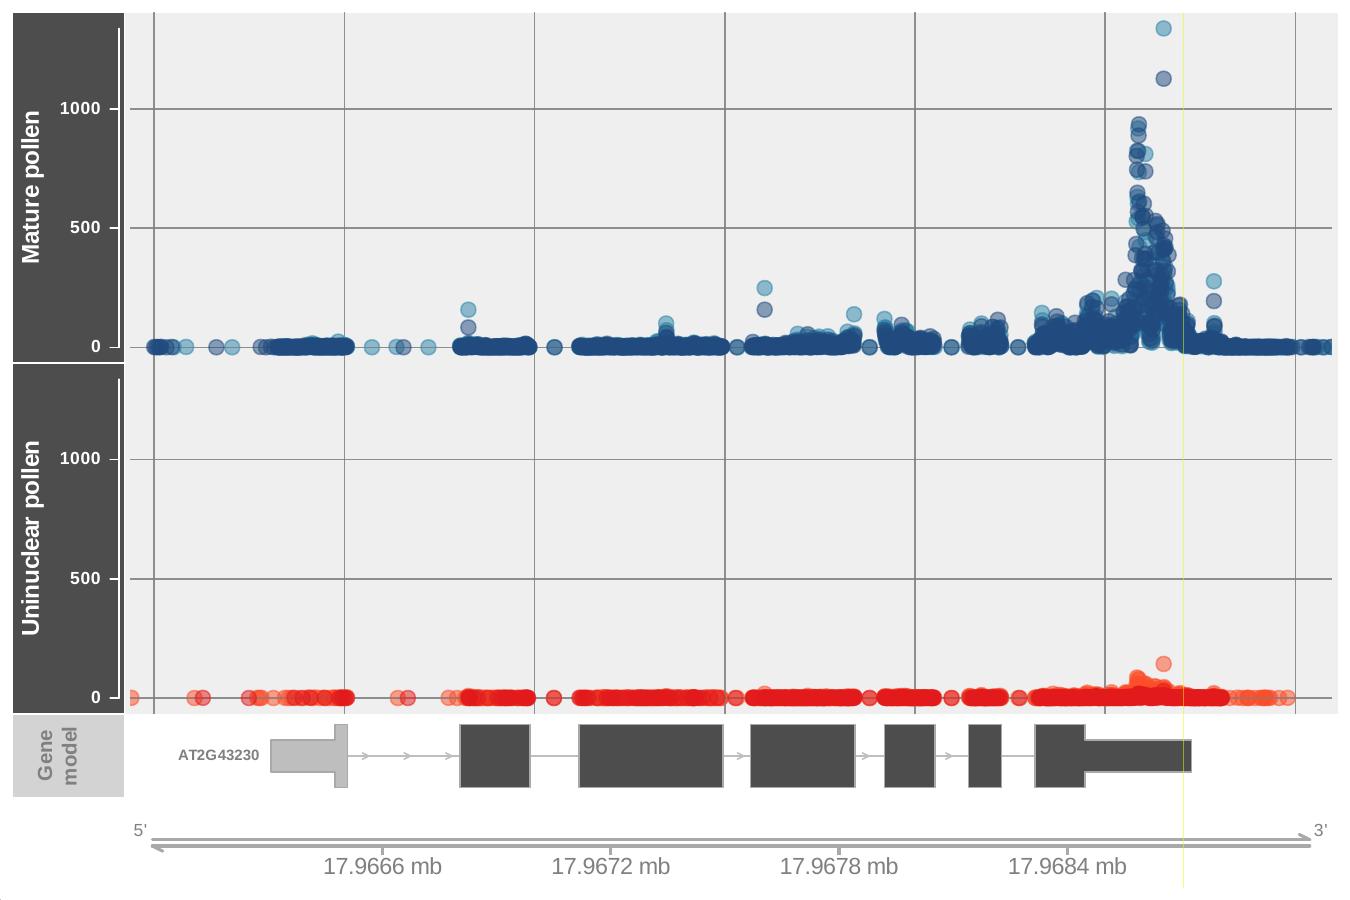 Mature pollen
1000
500
0
Uninuclear pollen
1000
500
0
Gene
model
AT2G43230
5'
3'
17.9666 mb
17.9672 mb
17.9678 mb
17.9684 mb